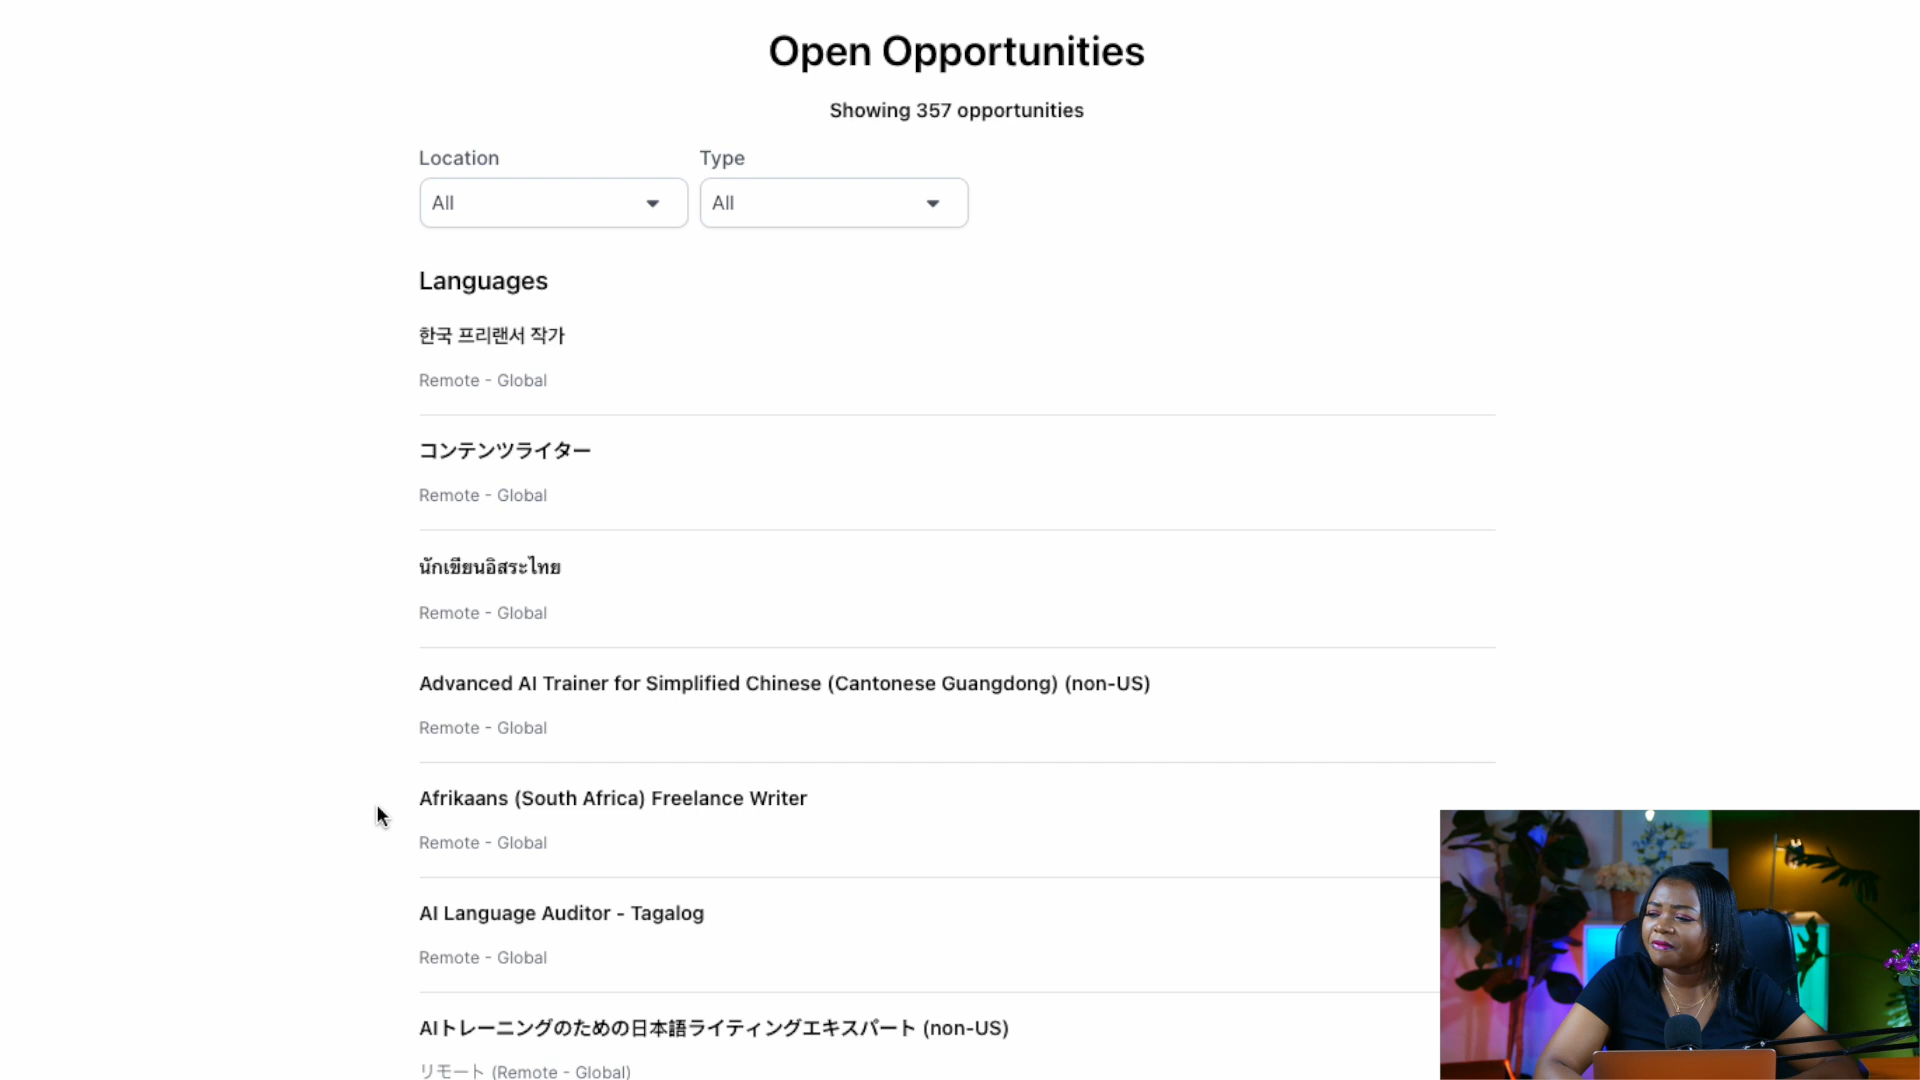 Open Opportunities
Showing 357 opportunities
Location
Type
All
All
Languages
한국 프리랜서 작가
Remote - Global
コンテンツライター
Remote - Global
นักเขียนอิสระไทย
Remote - Global
Advanced AI Trainer for Simplified Chinese (Cantonese Guangdong) (non-US)
Remote - Global
Afrikaans (South Africa) Freelance Writer
Remote - Global
AI Language Auditor - Tagalog
Remote - Global
AIトレーニングのための日本語ライティングエキスパート (non-US)
リモート (Remote - Global)